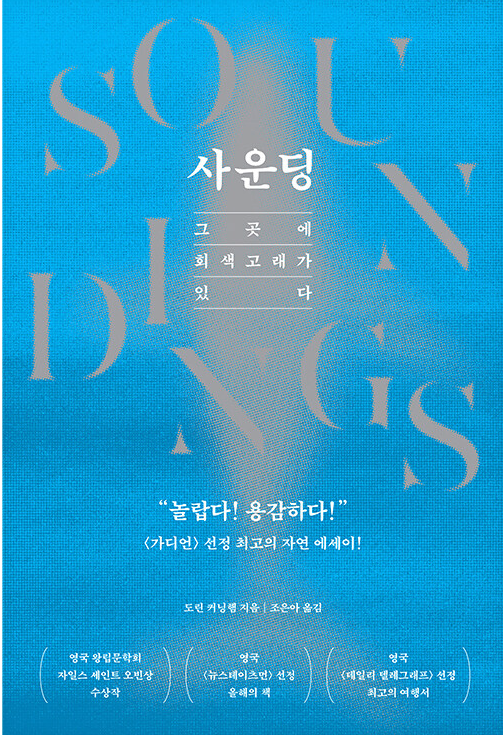 SOUNDINGS
사운딩
그곳에
회색고래가
있다
“놀랍다! 용감하다!”
〈가디언〉 선정 최고의 자연 에세이!
도린 커닝햄 지음 | 조은아 옮김
영국 왕립문학회
자일스 세인트 오빈상
수상작
영국
〈뉴스테이츠먼〉 선정
올해의 책
영국
〈데일리 텔레그래프〉 선정
최고의 여행서